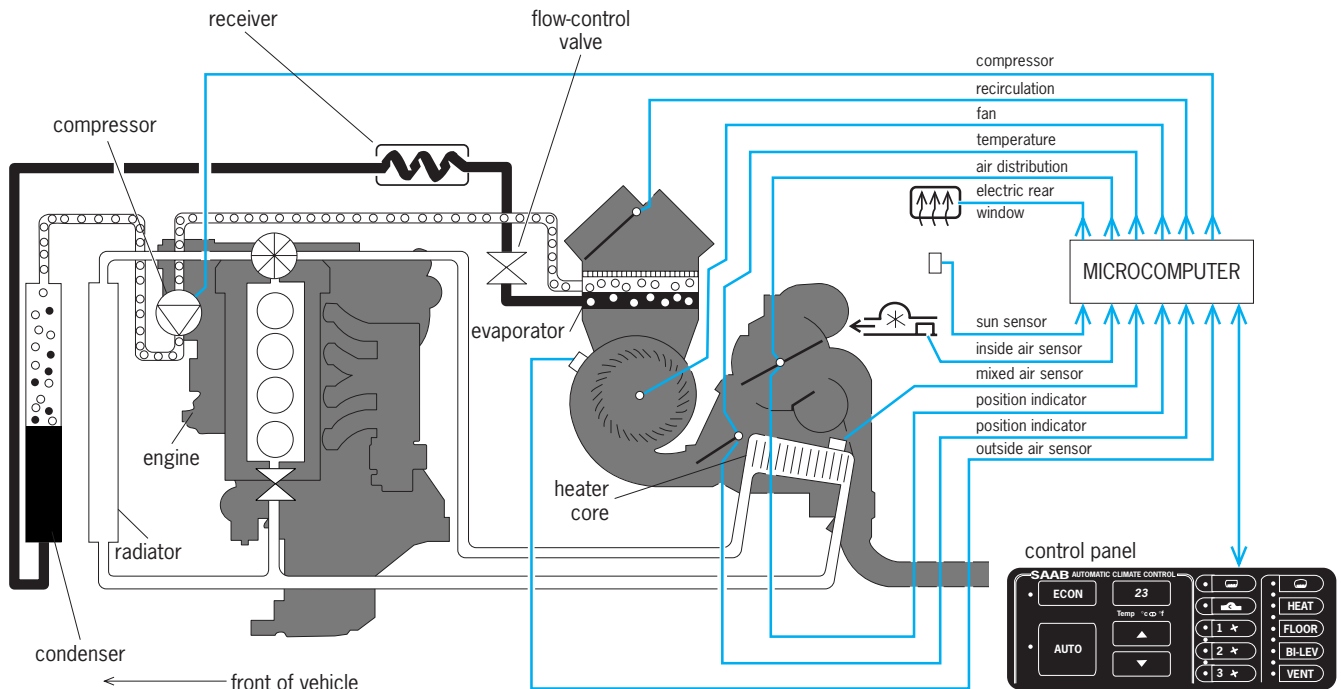 receiver
flow-control
valve
compressor
compressor
recirculation
fan
temperature
air distribution
electric rear
window
MICROCOMPUTER
evaporator
sun sensor
inside air sensor
mixed air sensor
position indicator
position indicator
outside air sensor
engine
heater
core
radiator
condenser
front of vehicle
control panel
SAAB AUTOMATIC CLIMATE CONTROL
ECON
23
Temp °c °f
HEAT
1
FLOOR
AUTO
2
BI-LEV
3
VENT